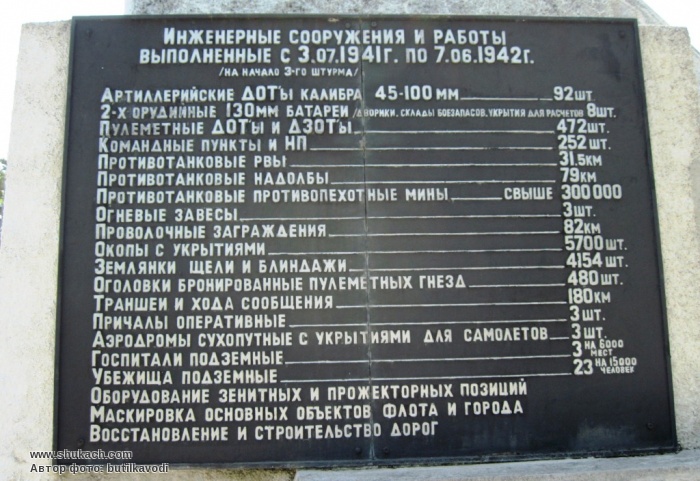 Инженерные сооружения и работы
выполненные с 3.07.1941г. по 7.06.1942г.
/на начало 3-го штурма/
Артиллерийские ДОТы калибра 45-100 мм 92шт
2-х орудинные 130мм батареи /дворики, склады боезапасов, укрытия для расчетов 8шт.
Пулеметные ДОТы и ДЗОТы 472шт.
Командные пункты и НП 252шт.
Противотанковые рвы 31.5км
Противотанковые надолбы 79км
Противотанковые противопехотные мины свыше 300000
Огневые завесы 3шт.
Проволочные заграждения 82км
Окопы с укрытиями 5700шт.
Землянки щели и блиндажи 4154шт.
Оголовки бронированные пулеметных гнезд 480шт.
Траншеи и хода сообщения 180км
Причалы оперативные 3шт.
Аэродромы сухопутные с укрытиями для самолетов 3шт.
Госпитали подземные 3 на 6000 мест
Убежища подземные 23 на 15000 человек
Оборудование зенитных и прожекторных позиций
Маскировка основных объектов флота и города
Восстановление и строительство дорог
www.shukach.com
Автор фото: butilkavodi